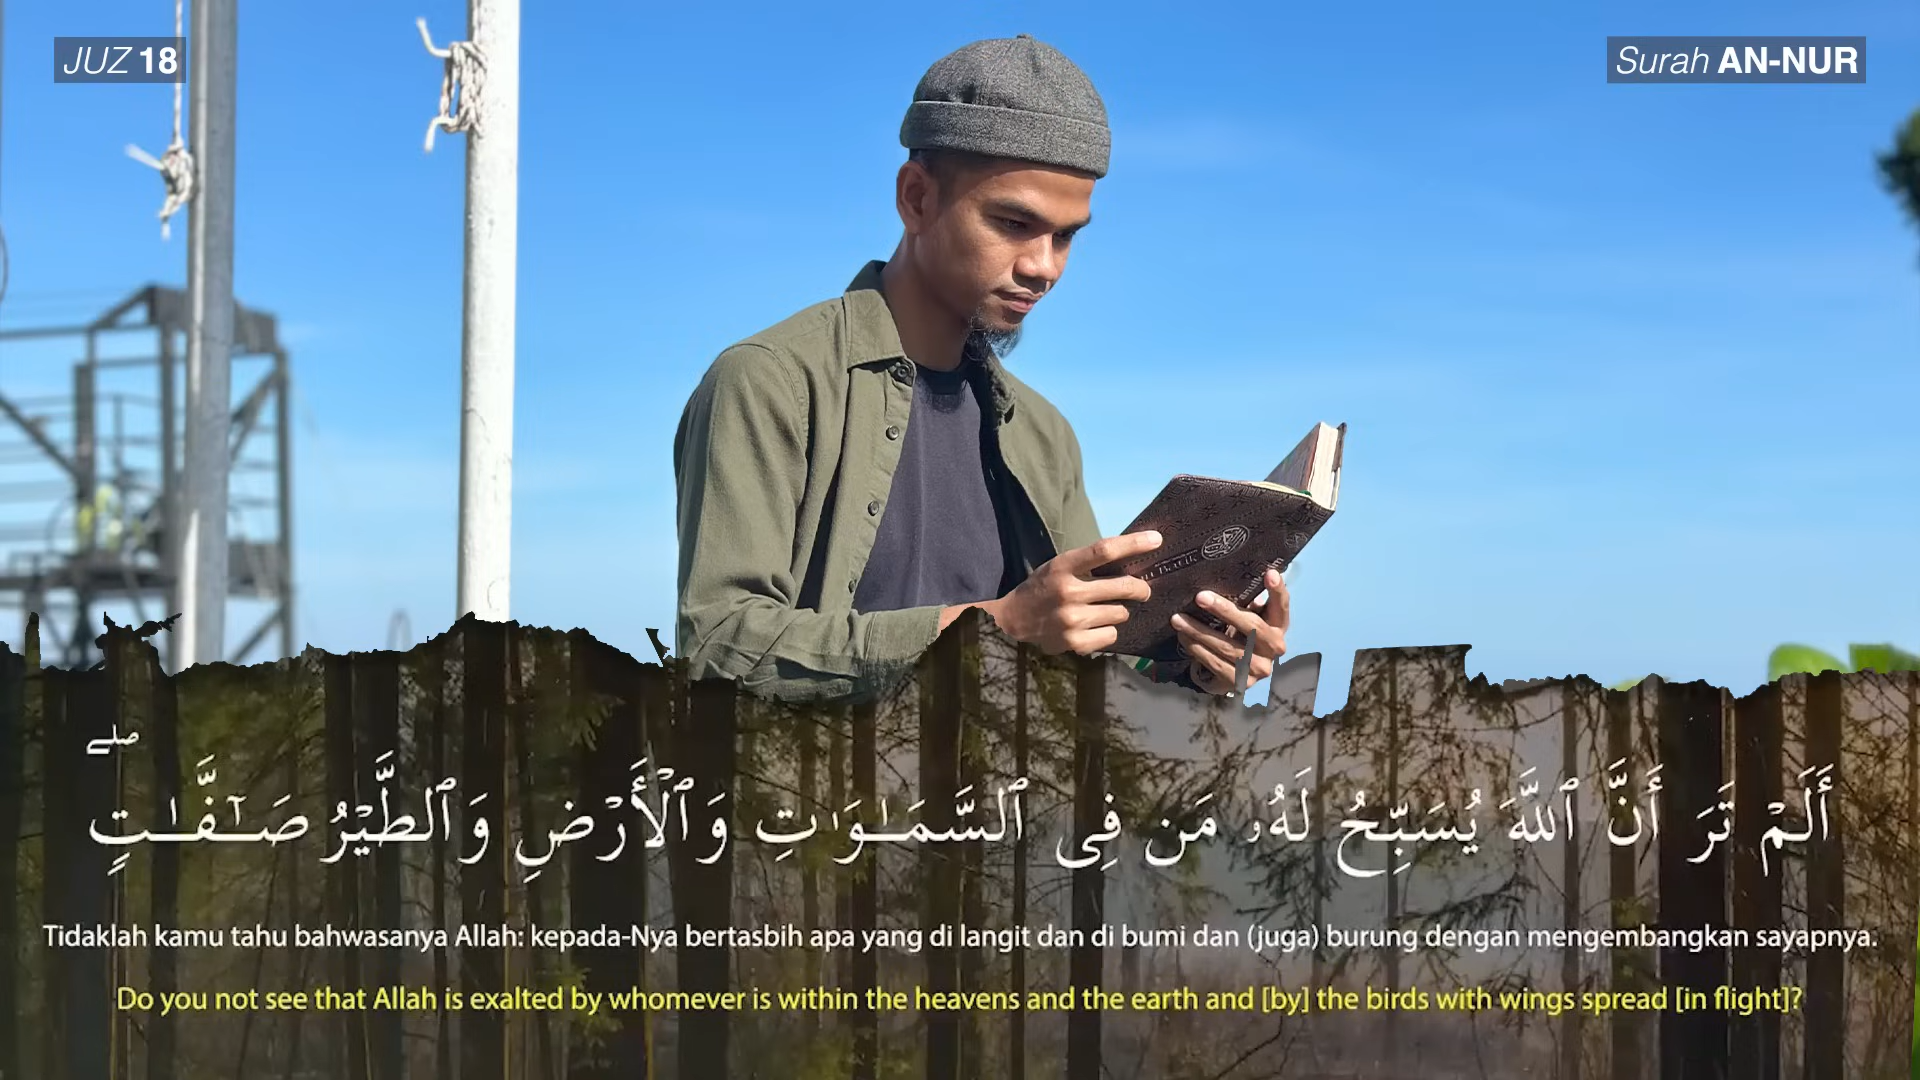 JUZ 18
Surah AN-NUR
أَلَمْ تَرَ أَنَّ ٱللَّهَ يُسَبِّحُ لَهُۥ مَن فِى ٱلسَّمَـٰوَٰتِ وَٱلْأَرْضِ وَٱلطَّيْرُ صَـٰٓفَّـٰتٍ ۖ
Tidaklah kamu tahu bahwasanya Allah: kepada-Nya bertasbih apa yang di langit dan di bumi dan (juga) burung dengan mengembangkan sayapnya.
Do you not see that Allah is exalted by whomever is within the heavens and the earth and [by] the birds with wings spread [in flight]?